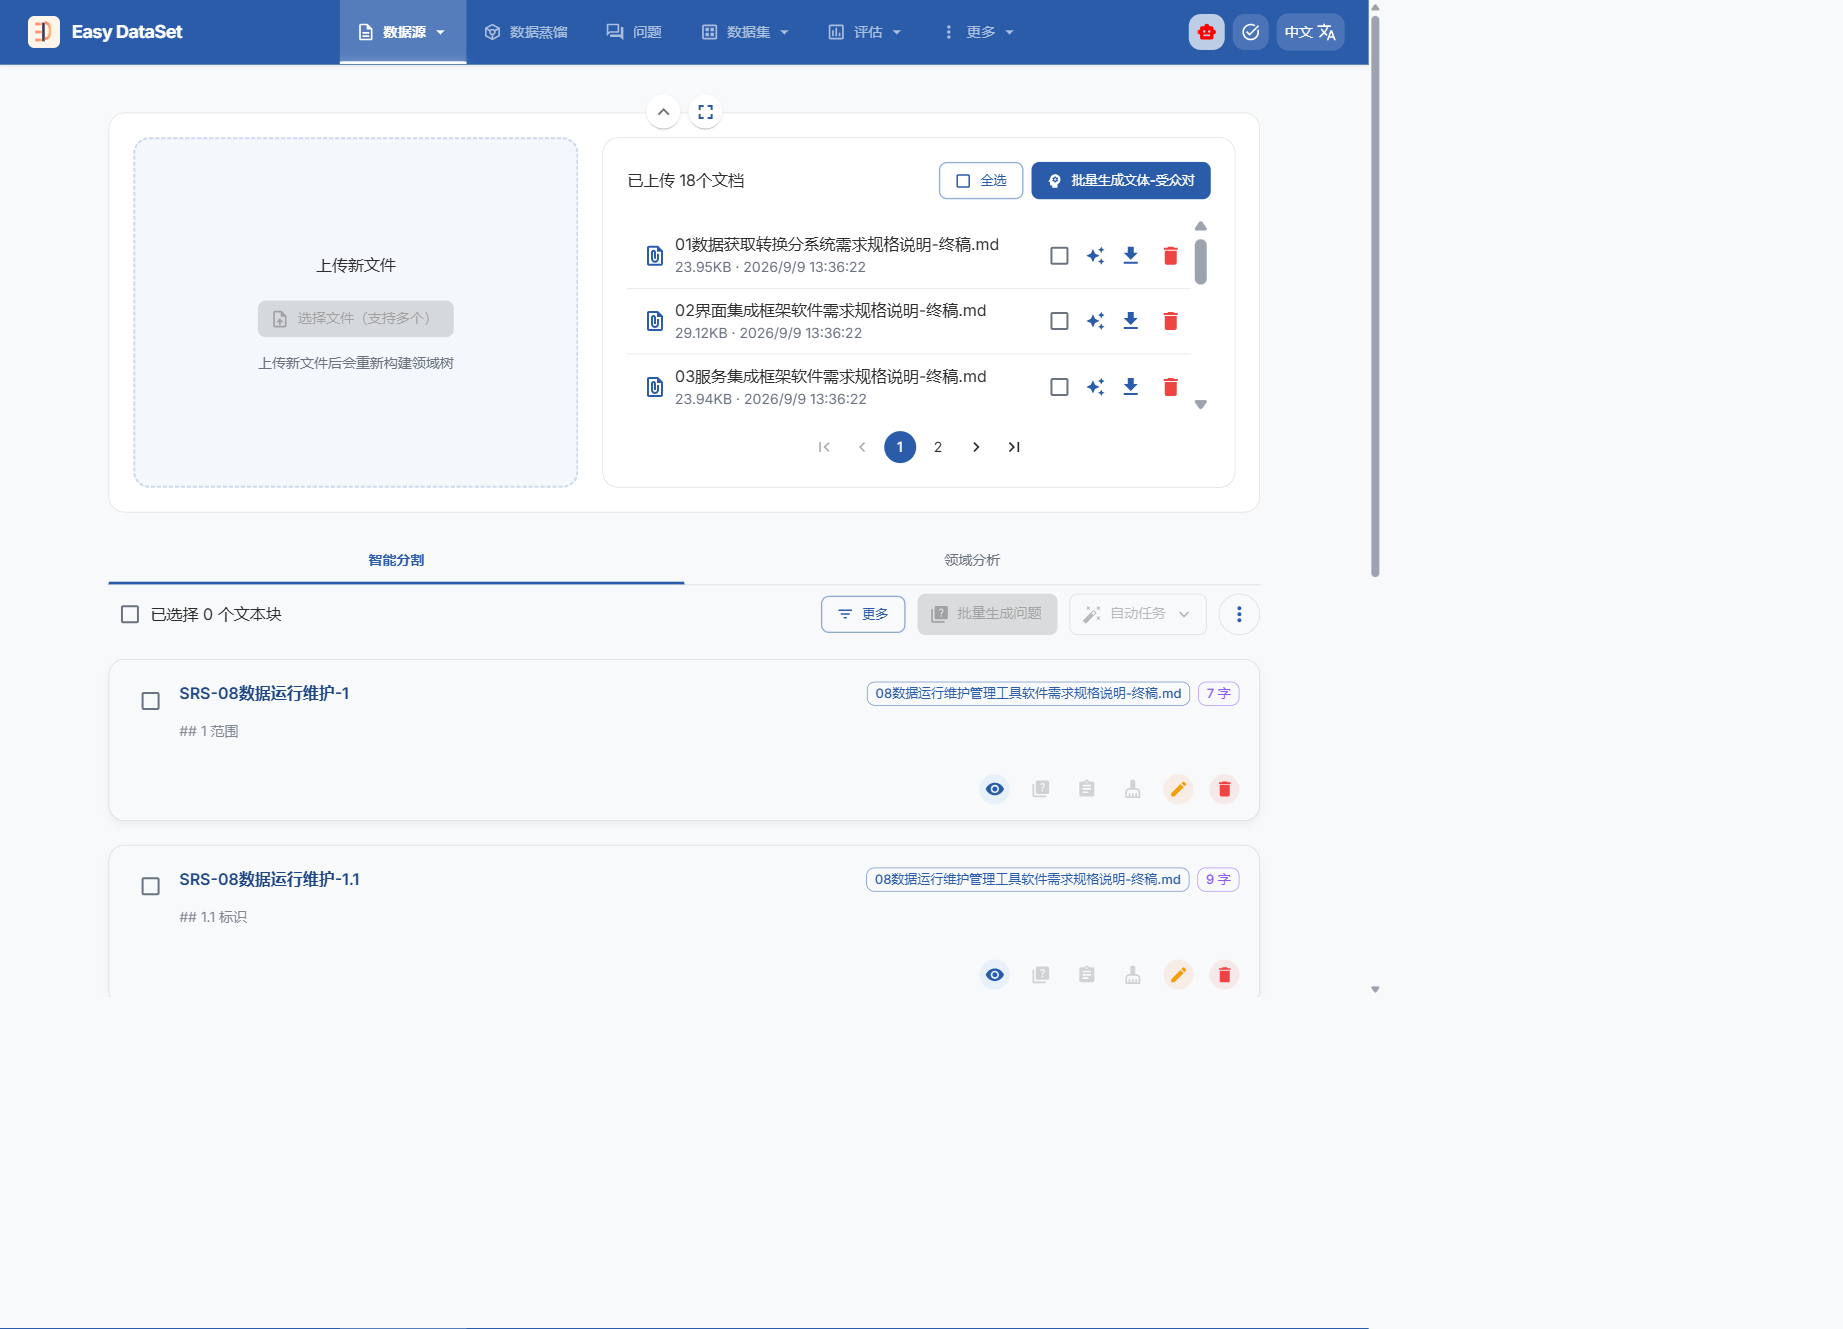 Easy DataSet
数据源
数据蒸馏
问题
数据集
评估
更多
中文
上传新文件
选择文件（支持多个）
上传新文件后会重新构建领域树
已上传 18个文档
全选
批量生成文体-受众对
01数据获取转换分系统需求规格说明-终稿.md
23.95KB · 2026/9/9 13:36:22
02界面集成框架软件需求规格说明-终稿.md
29.12KB · 2026/9/9 13:36:22
03服务集成框架软件需求规格说明-终稿.md
23.94KB · 2026/9/9 13:36:22
1 2
智能分割
领域分析
已选择 0 个文本块
更多
批量生成问题
自动任务
SRS-08数据运行维护-1
08数据运行维护管理工具软件需求规格说明-终稿.md
7 字
## 1 范围
SRS-08数据运行维护-1.1
08数据运行维护管理工具软件需求规格说明-终稿.md
9 字
## 1.1 标识